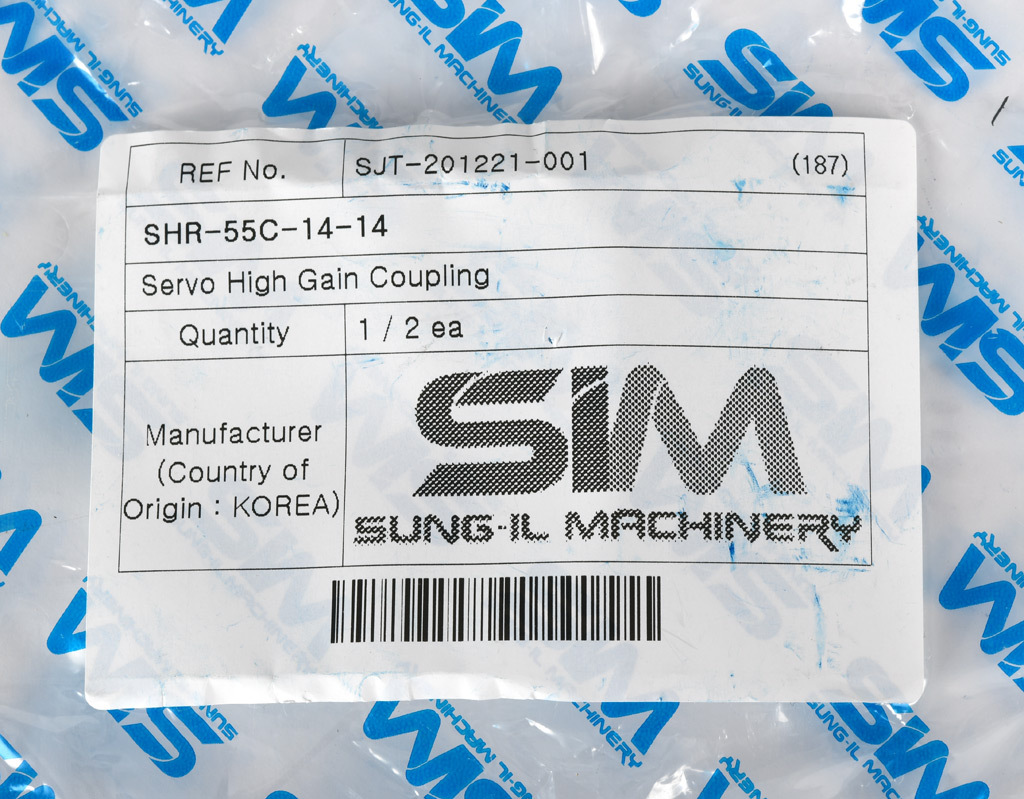 REF No. SJT-201221-001 (187)
SHR-55C-14-14
Servo High Gain Coupling
Quantity 1 / 2 ea
Manufacturer
(Country of
Origin : KOREA)
SIM
SUNG-IL MACHINERY